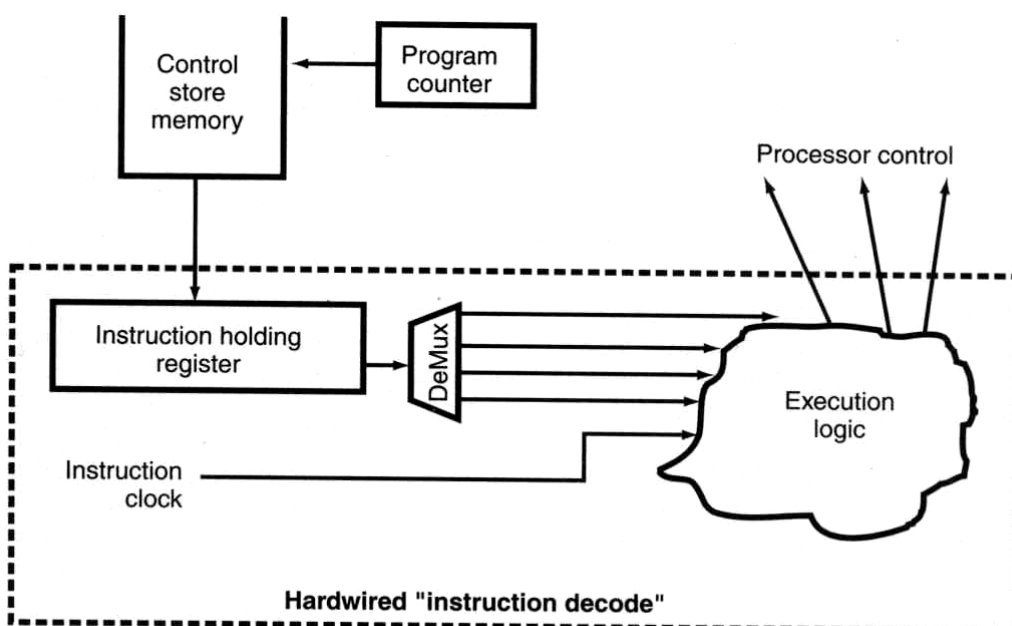 Control
store
memory
Program
counter
Processor control
Instruction holding
register
DeMux
Execution
logic
Instruction
clock
Hardwired "instruction decode"